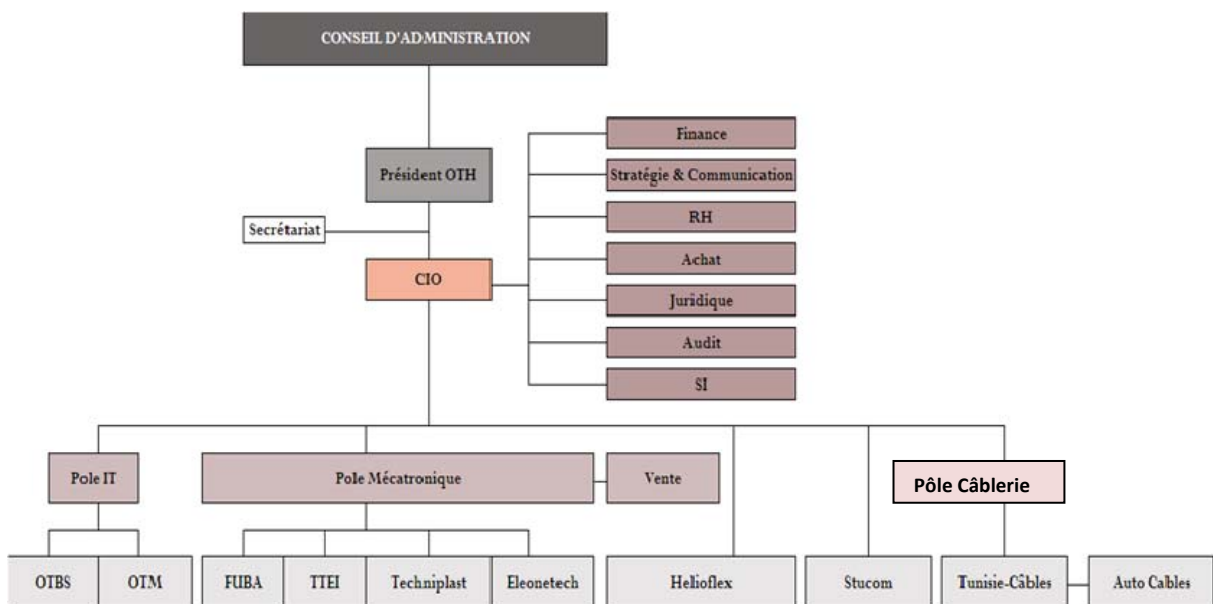 CONSEIL D'ADMINISTRATION
Président OTH
Secrétariat
CIO
Finance
Stratégie & Communication
RH
Achat
Juridique
Audit
SI
Pole IT
Pole Mécatronique
Vente
Pôle Câblerie
OTBS
OTM
FUBA
TTEI
Techniplast
Eleonetech
Helioflex
Stucom
Tunisie-Câbles
Auto Calbles